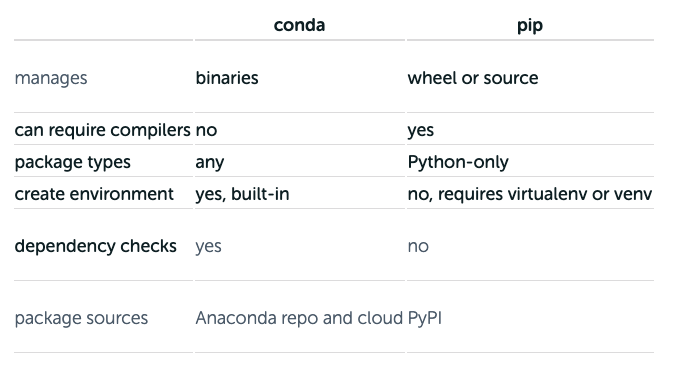 conda pip
manages binaries wheel or source
can require compilers no yes
package types any Python-only
create environment yes, built-in no, requires virtualenv or venv
dependency checks yes no
package sources Anaconda repo and cloud PyPI